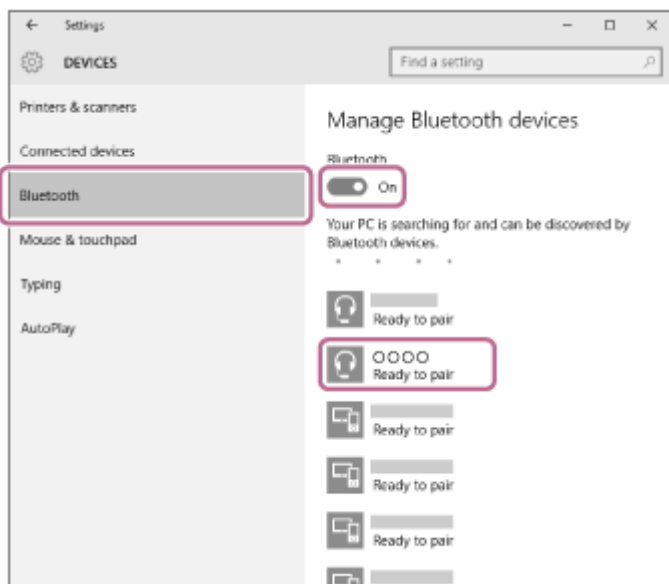 Settings
DEVICES
Find a setting
Printers & scanners
Connected devices
Bluetooth
Mouse & touchpad
Typing
AutoPlay
Manage Bluetooth devices
Bluetooth
On
Your PC is searching for and can be discovered by
Bluetooth devices.
Ready to pair
OOOO
Ready to pair
Ready to pair
Ready to pair
Ready to pair